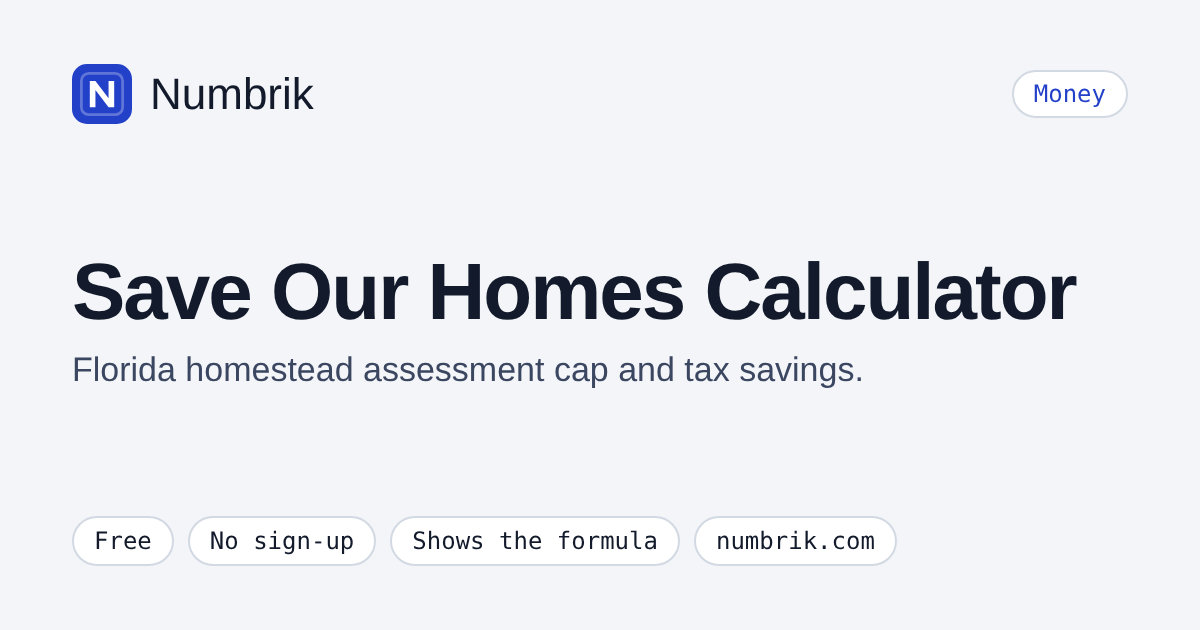 N Numbrik
Money
Save Our Homes Calculator
Florida homestead assessment cap and tax savings.
Free
No sign-up
Shows the formula
numbrik.com